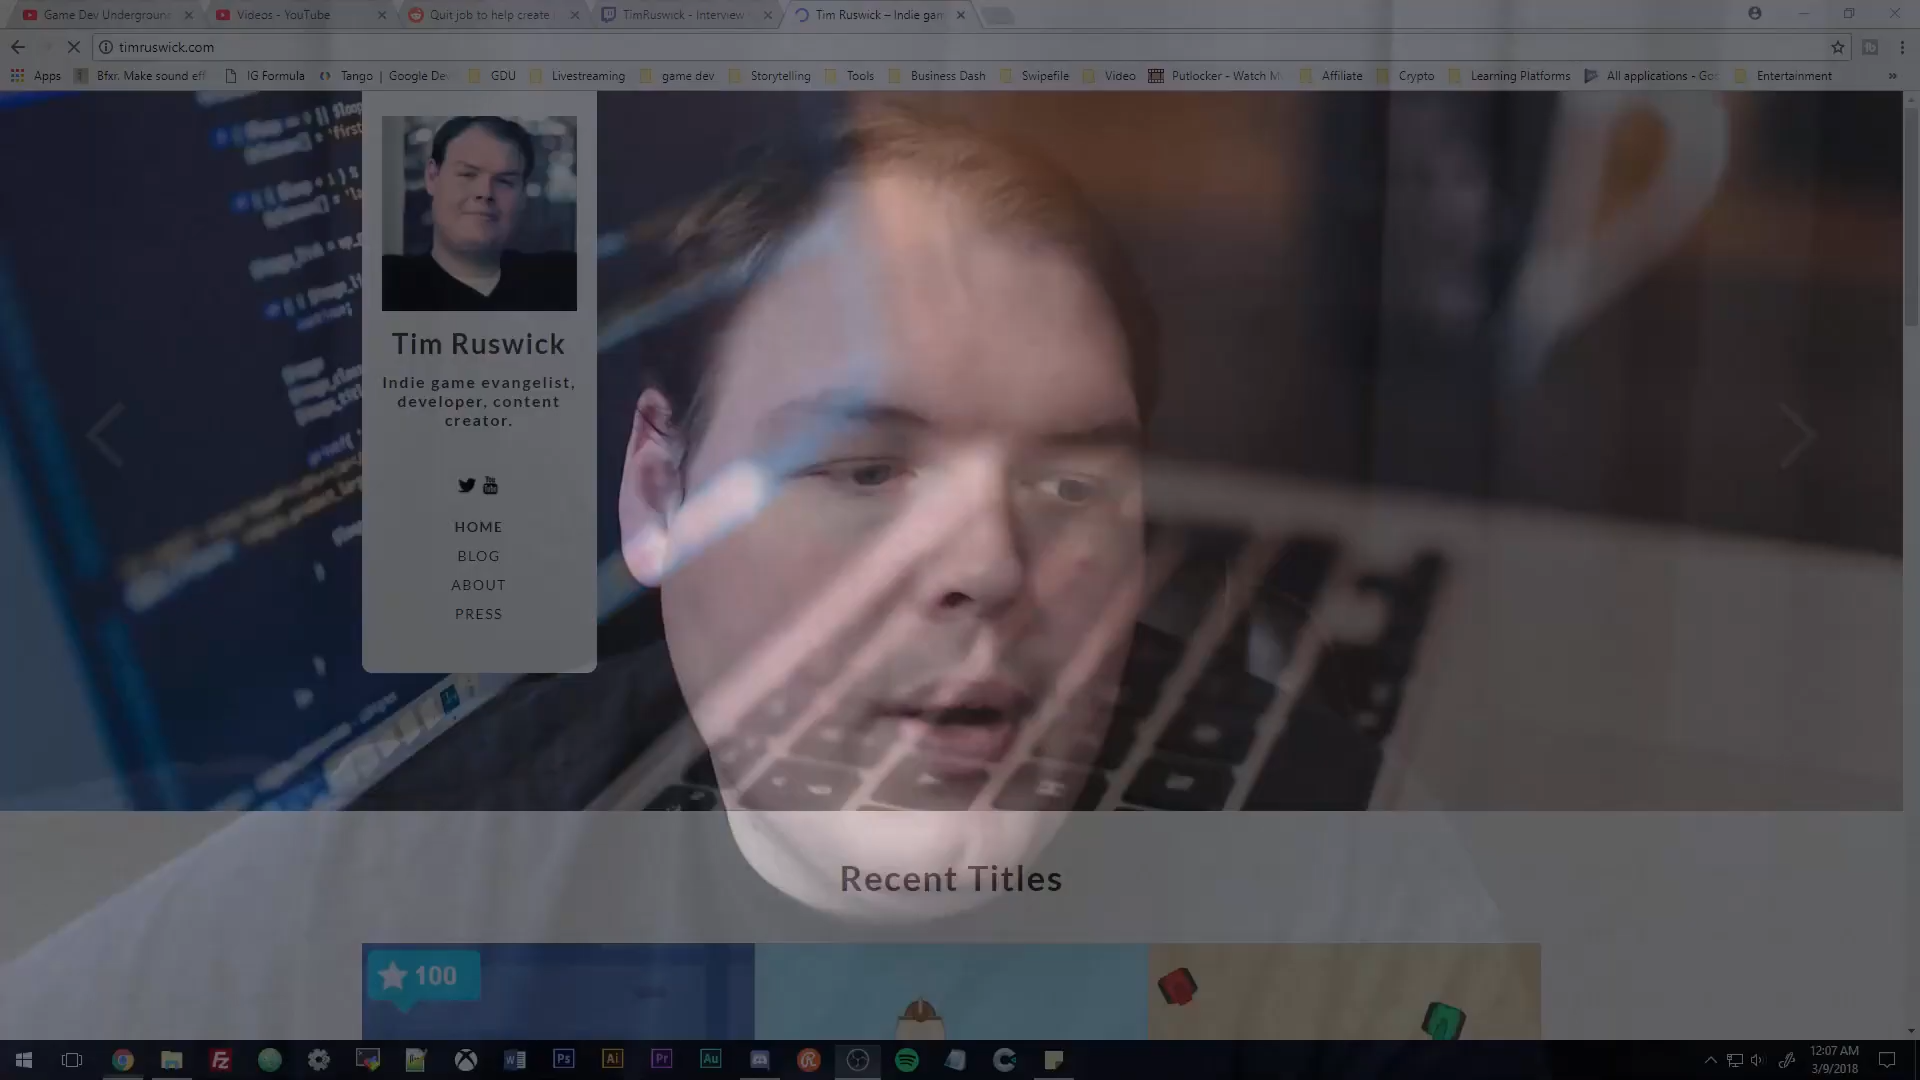 Game Dev Underground
Videos - YouTube
Quit job to help create
TimRuswick - Interview
Tim Ruswick – Indie gam
timruswick.com
Apps
Bfxr. Make sound eff
IG Formula
Tango | Google Dev
GDU
Livestreaming
game dev
Storytelling
Tools
Business Dash
Swipefile
Video
Putlocker - Watch M
Affiliate
Crypto
Learning Platforms
All applications - Goo
Entertainment
»
Tim Ruswick
Indie game evangelist,
developer, content
creator.
HOME
BLOG
ABOUT
PRESS
Recent Titles
100
12:07 AM
3/9/2018